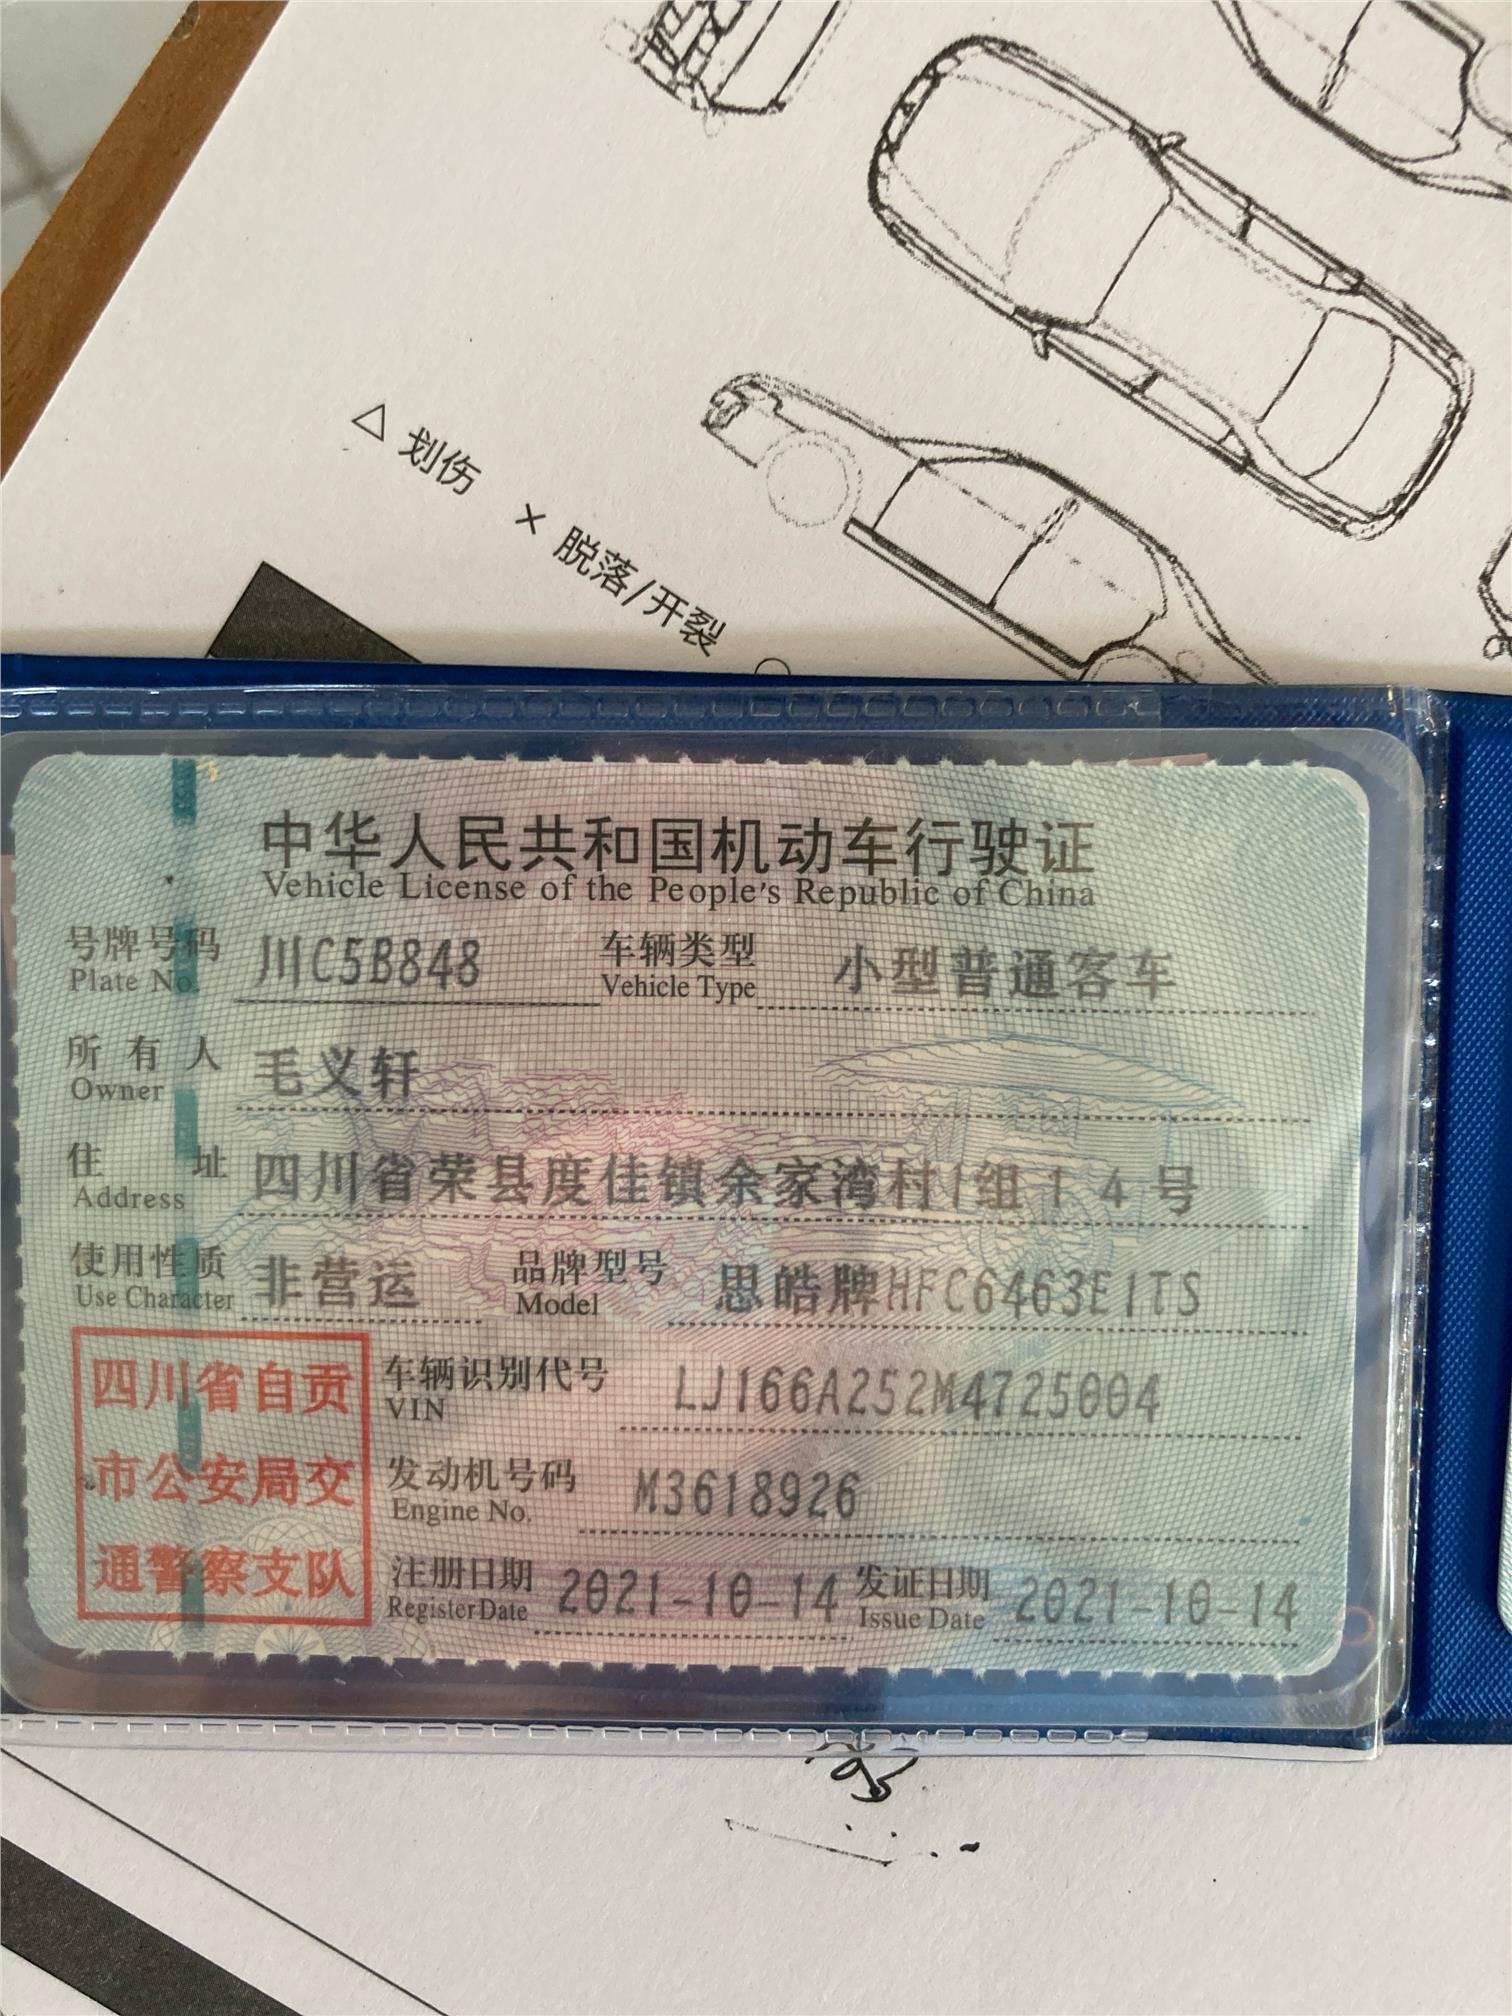 △ 划伤
× 脱落/开裂
中华人民共和国机动车行驶证
Vehicle License of the People's Republic of China
号牌号码 川C5B848 车辆类型 小型普通客车
Plate No. Vehicle Type
所有人 毛义轩
Owner
住址 四川省荣县度佳镇余家湾村1组14号
Address
使用性质 非营运 品牌型号 思皓牌HFC6463E1TS
Use Character Model
四川省自贡
市公安局交
通警察支队
车辆识别代号 LJ166A252M4725004
VIN
发动机号码 M3618926
Engine No.
注册日期 2021-10-14 发证日期 2021-10-14
Register Date Issue Date